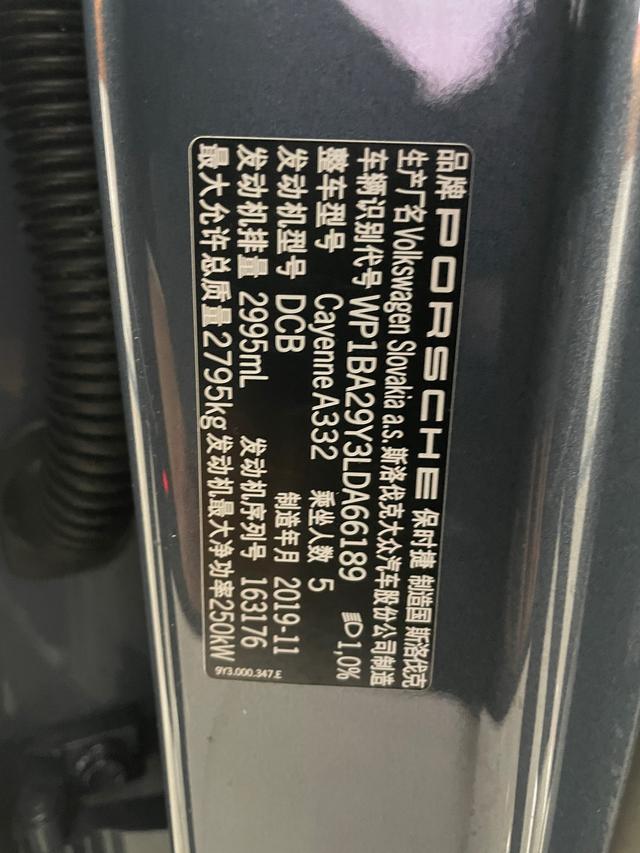 品牌 PORSCHE 保时捷 制造国 斯洛伐克
生产厂名 Volkswagen Slovakia a.s.斯洛伐克大众汽车股份公司制造
车辆识别代号 WP1BA29Y3LDA66189 1,0%
整车型号 Cayenne A332 乘坐人数 5
发动机型号 DCB 制造年月 2019-11
发动机排量 2995mL 发动机序列号 163176
最大允许总质量 2795kg 发动机最大净功率 250kW
9Y3.000.347.E